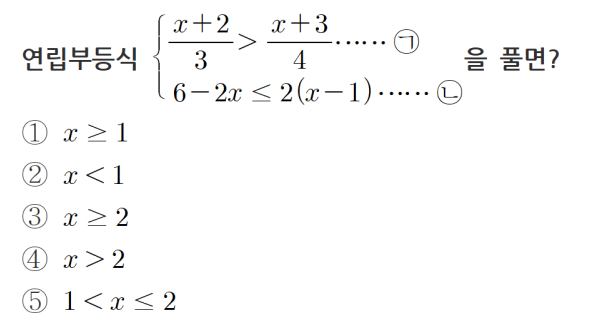 연립부등식 { (x+2)/3 > (x+3)/4 ⋯⋯ ㉠
6−2x ≤ 2(x−1) ⋯⋯ ㉡ 을 풀면?
① x ≥ 1
② x < 1
③ x ≥ 2
④ x > 2
⑤ 1 < x ≤ 2